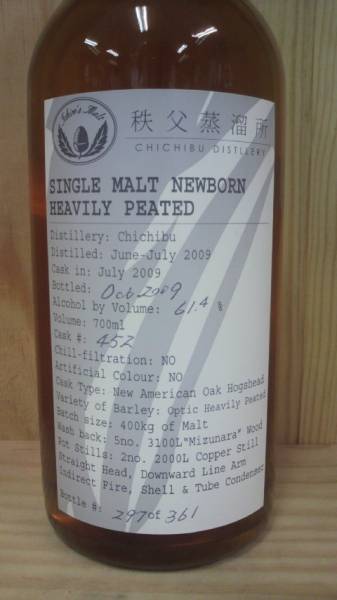 Ichiro's Malt
秩父蒸溜所
CHICHIBU DISTILLERY
SINGLE MALT NEWBORN
HEAVILY PEATED
Distillery: Chichibu
Distilled: June-July 2009
Cask in: July 2009
Bottled: Oct 2009
Alcohol by Volume: 61.4 %
Volume: 700ml
Cask #: 452
Chill-filtration: NO
Artificial Colour: NO
Cask Type: New American Oak Hogshead
Variety of Barley: Optic Heavily Peated
Batch size: 400kg of Malt
Wash back: 5no. 3100L"Mizunara" Wood
Pot Stills: 2no. 2000L Copper Still
Straight Head, Downward Line Arm
Indirect Fire, Shell & Tube Condenser
Bottle #: 297 of 361